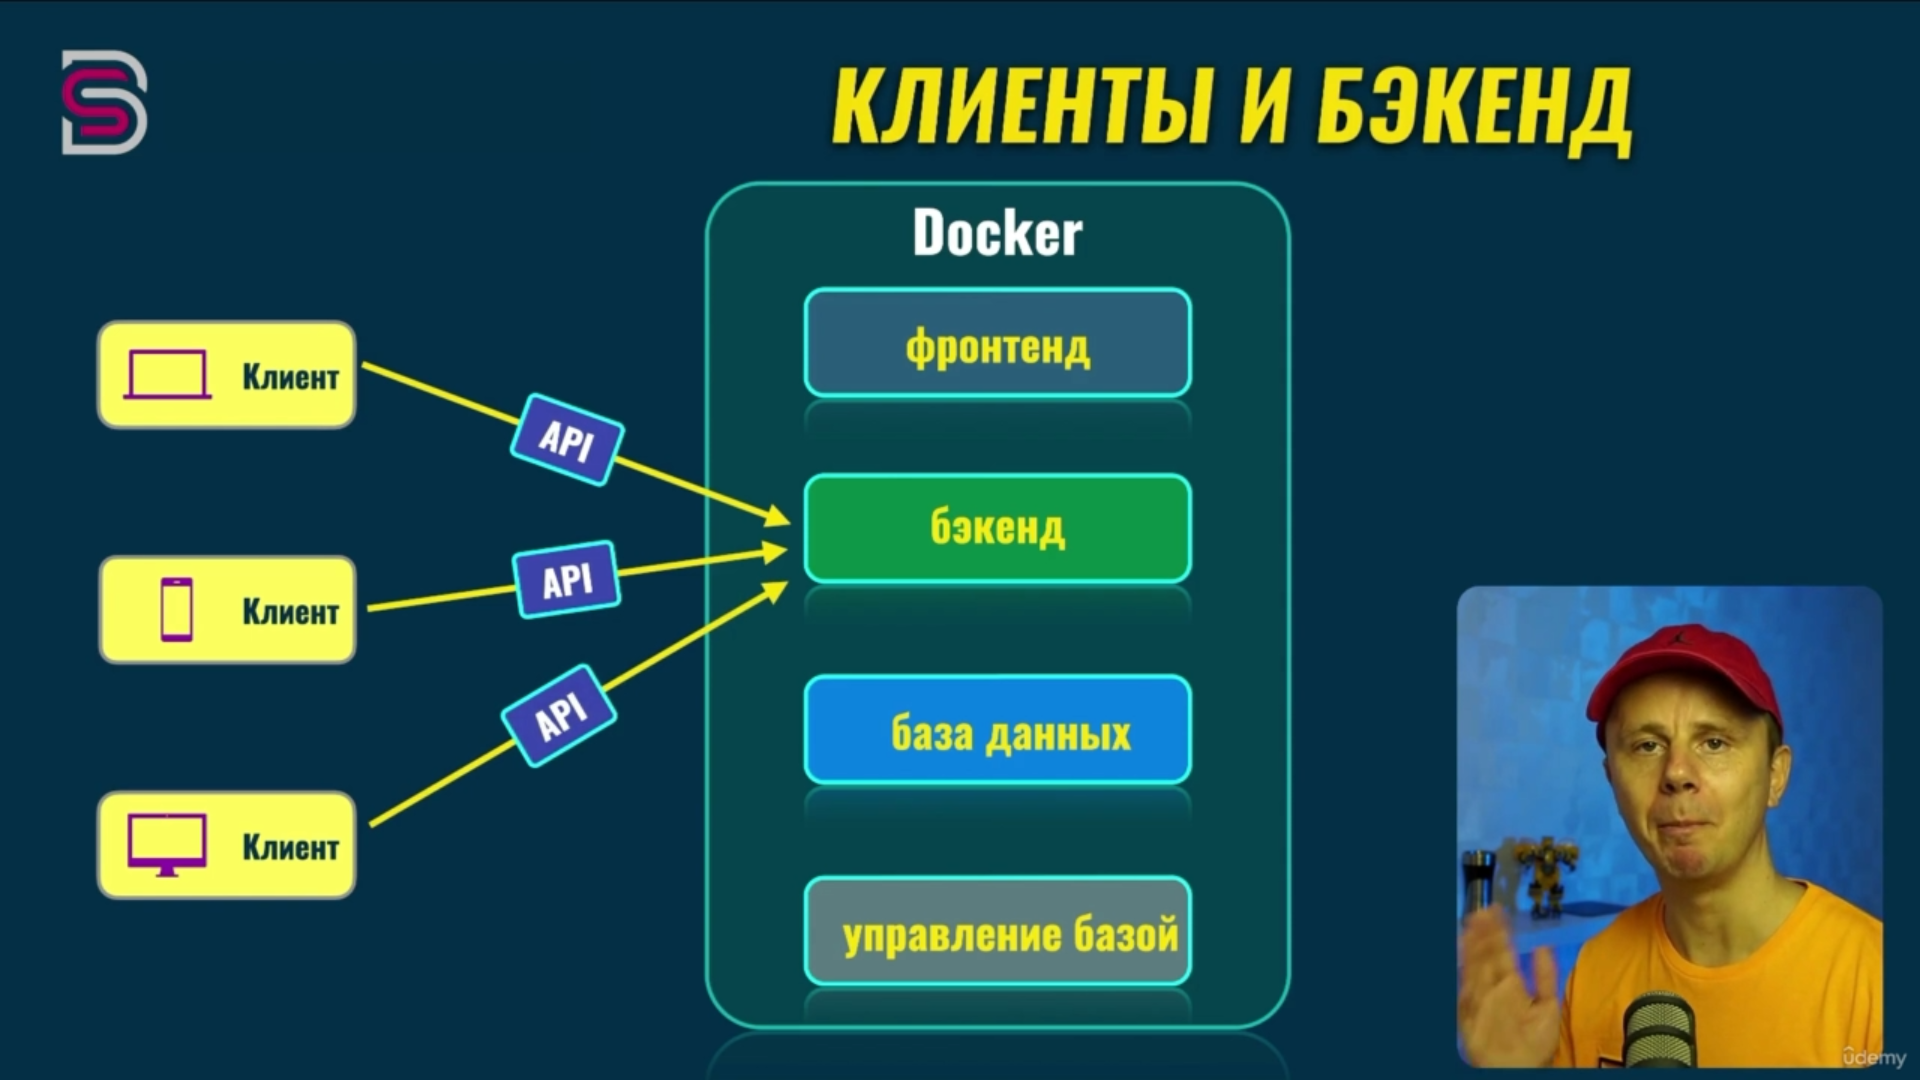 КЛИЕНТЫ И БЭКЕНД
Docker
фронтенд
Клиент
API
бэкенд
API
Клиент
API
база данных
Клиент
управление базой
ûdemy